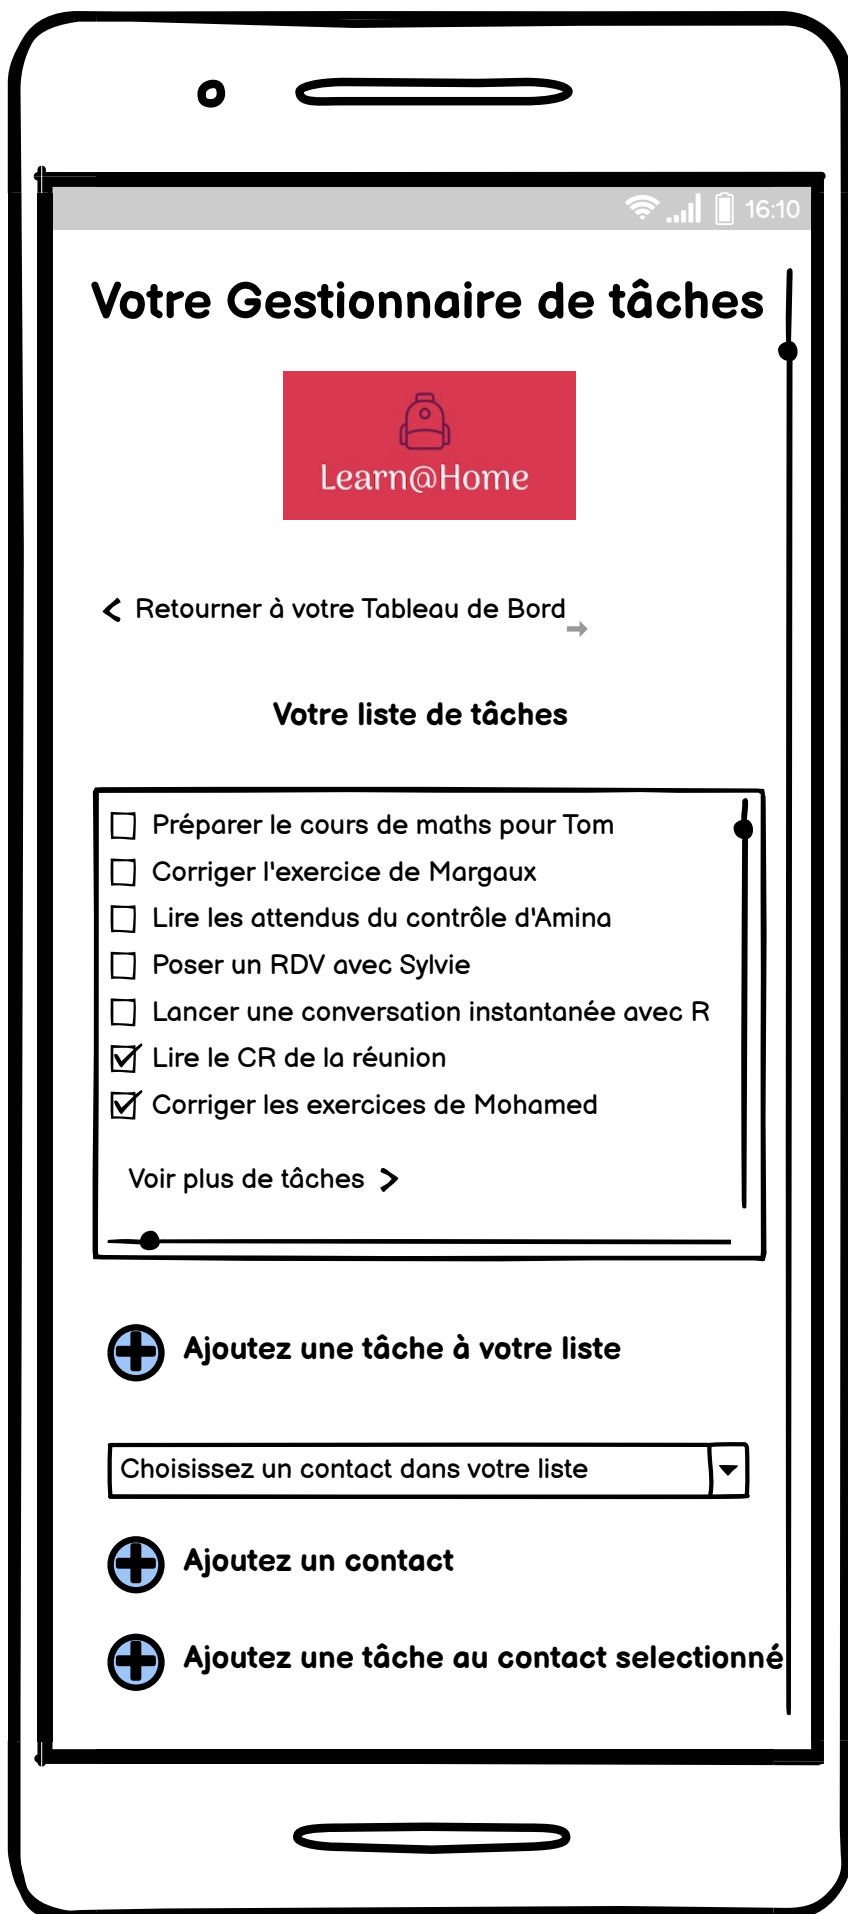 16:10
Votre Gestionnaire de tâches
Learn@Home
Retourner à votre Tableau de Bord
Votre liste de tâches
Préparer le cours de maths pour Tom
Corriger l'exercice de Margaux
Lire les attendus du contrôle d'Amina
Poser un RDV avec Sylvie
Lancer une conversation instantanée avec R
Lire le CR de la réunion
Corriger les exercices de Mohamed
Voir plus de tâches
Ajoutez une tâche à votre liste
Choisissez un contact dans votre liste
Ajoutez un contact
Ajoutez une tâche au contact selectionné